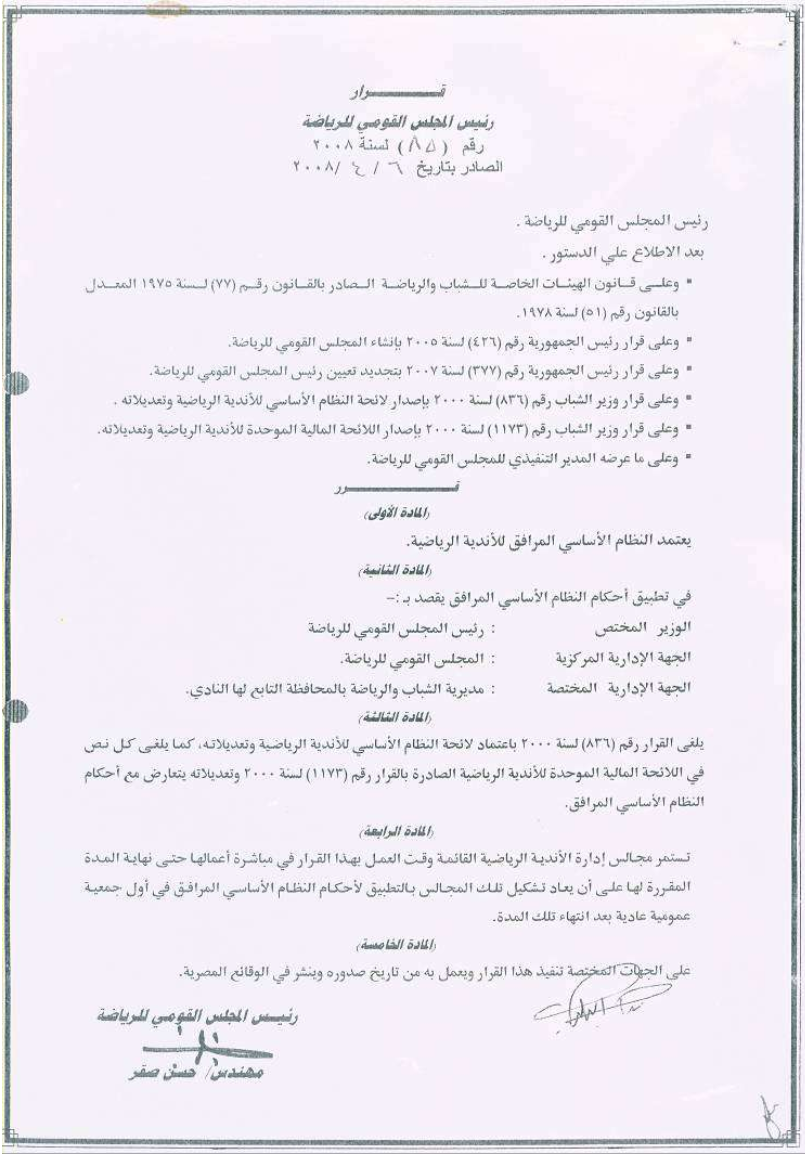 قـــــــــرار
رئيس المجلس القومي للرياضة
رقم (٨٥) لسنة ٢٠٠٨
الصادر بتاريخ ٦ / ٤ /٢٠٠٨
رئيس المجلس القومي للرياضة .
بعد الاطلاع علي الدستور .
▪ وعلـى قـانون الهيئـات الخاصـة للـشباب والرياضة الـصادر بالقـانون رقـم (٧٧) لـسنة ١٩٧٥ المعـدل
بالقانون رقم (٥١) لسنة ١٩٧٨.
▪ وعلى قرار رئيس الجمهورية رقم (٤٢٦) لسنة ٢٠٠٥ بإنشاء المجلس القومي للرياضة.
▪ وعلى قرار رئيس الجمهورية رقم (٣٧٧) لسنة ٢٠٠٧ بتجديد تعيين رئيس المجلس القومي للرياضة.
▪ وعلى قرار وزير الشباب رقم (٨٣٦) لسنة ٢٠٠٠ بإصدار لائحة النظام الأساسي للأندية الرياضية وتعديلاته .
▪ وعلى قرار وزير الشباب رقم (١١٧٣) لسنة ٢٠٠٠ بإصدار اللائحة المالية الموحدة للأندية الرياضية وتعديلاته.
▪ وعلى ما عرضه المدير التنفيذي للمجلس القومي للرياضة.
قـــــــــــرر
(المادة الأولى)
يعتمد النظام الأساسي المرافق للأندية الرياضية.
(المادة الثانية)
في تطبيق أحكام النظام الأساسي المرافق يقصد بـ :–
الوزير المختص : رئيس المجلس القومي للرياضة
الجهة الإدارية المركزية : المجلس القومي للرياضة.
الجهة الإدارية المختصة : مديرية الشباب والرياضة بالمحافظة التابع لها النادي.
(المادة الثالثة)
يلغى القرار رقم (٨٣٦) لسنة ٢٠٠٠ باعتماد لائحة النظام الأساسي للأندية الرياضية وتعديلاته، كما يلغى كل نص
في اللائحة المالية الموحدة للأندية الرياضية الصادرة بالقرار رقم (١١٧٣) لسنة ٢٠٠٠ وتعديلاته يتعارض مع أحكام
النظام الأساسي المرافق.
(المادة الرابعة)
تستمر مجالس إدارة الأندية الرياضية القائمة وقت العمل بهذا القرار في مباشرة أعمالها حتى نهاية المدة
المقررة لها على أن يعاد تشكيل تلك المجالس بالتطبيق لأحكام النظام الأساسي المرافق في أول جمعية
عمومية عادية بعد انتهاء تلك المدة.
(المادة الخامسة)
على الجهات المختصة تنفيذ هذا القرار ويعمل به من تاريخ صدوره وينشر في الوقائع المصرية.
رئيـس المجلس القومي للرياضة
مهندس/ حسن صقر